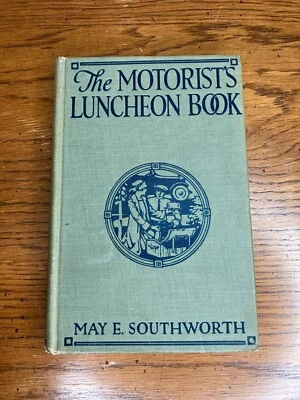 The MOTORIST'S
LUNCHEON BOOK
MAY E. SOUTHWORTH